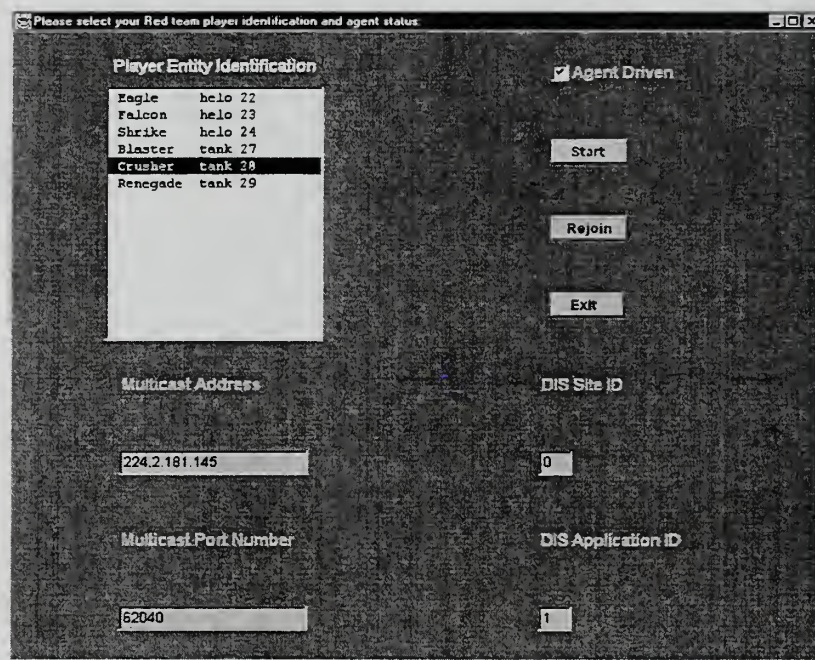 Please select your Red team player identification and agent status:
Player Entity Identification
Agent Driven
Eagle helo 22
Falcon helo 23
Shrike helo 24
Blaster tank 27
Crusher tank 28
Renegade tank 29
Start
Rejoin
Exit
Multicast Address
DIS Site ID
224.2.181.145
0
Multicast Port Number
DIS Application ID
62040
1